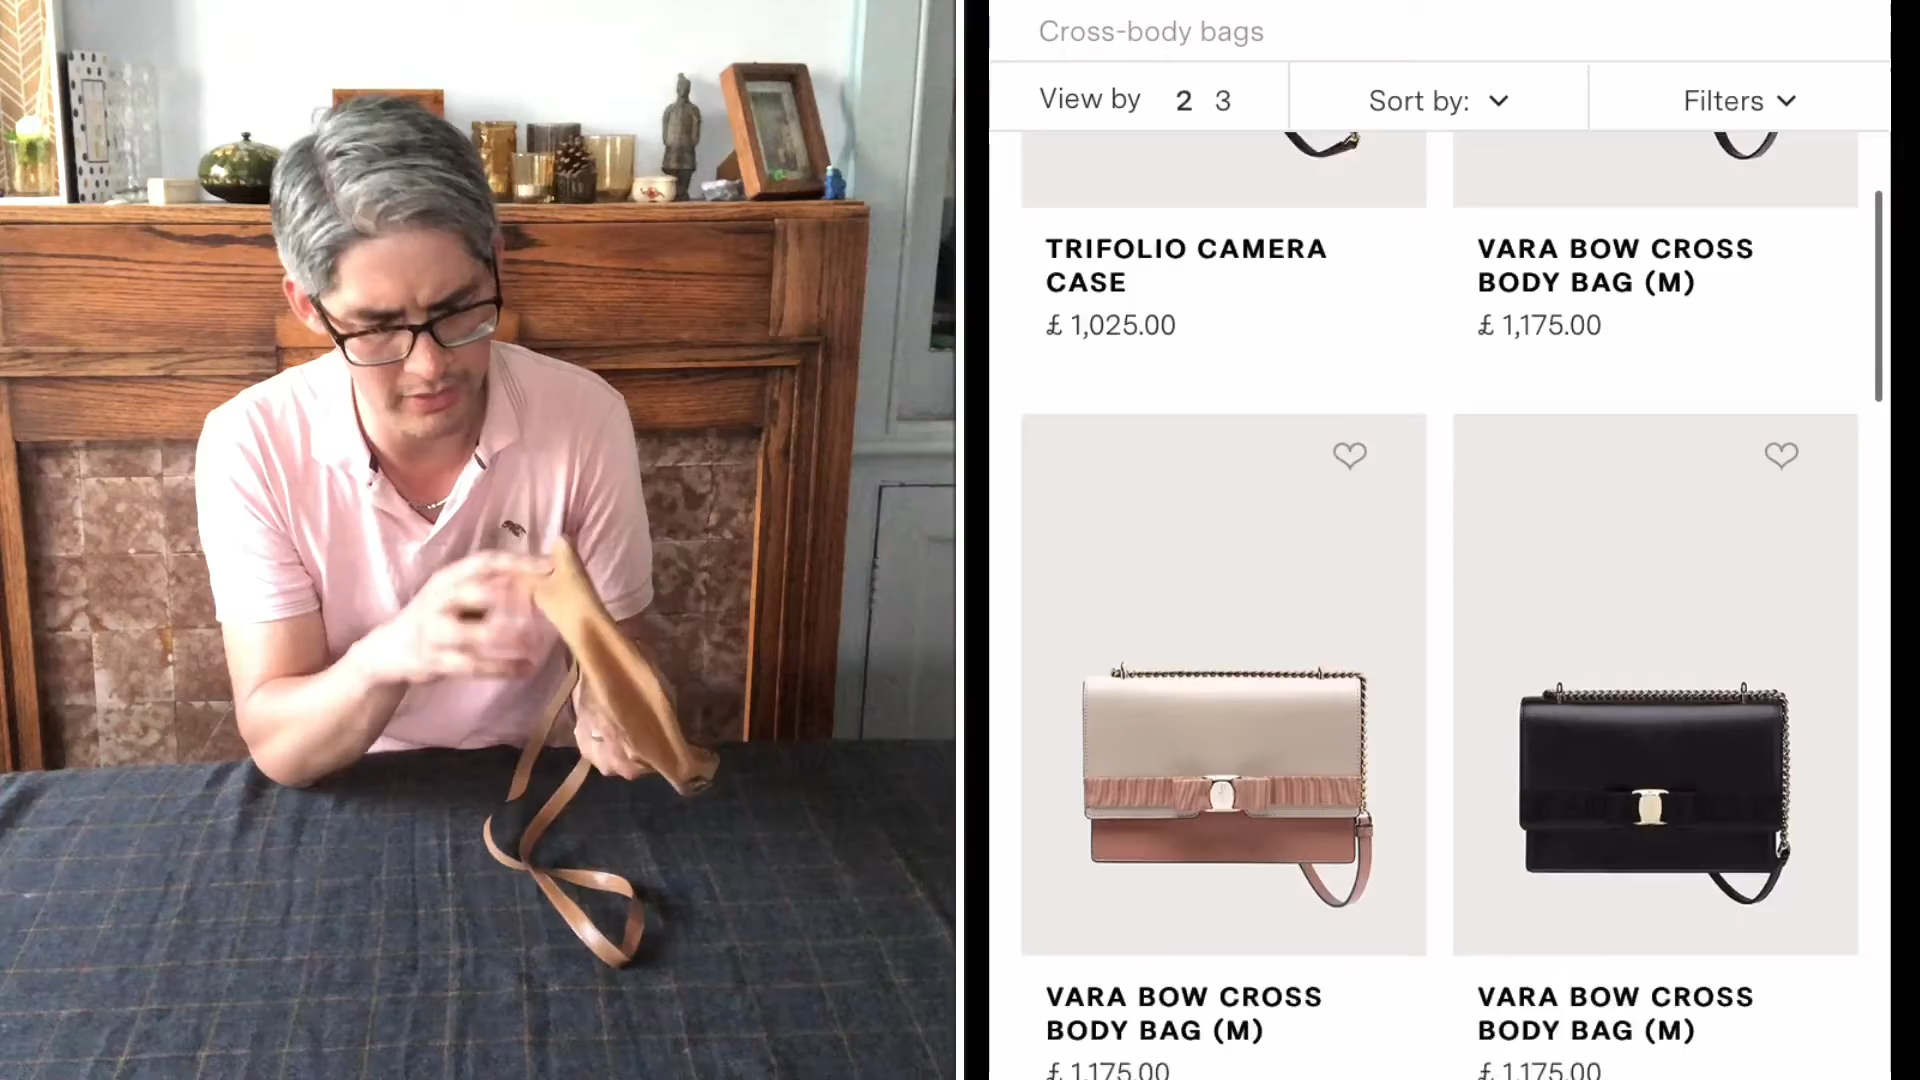 Cross-body bags
View by 2 3
Sort by:
Filters
TRIFOLIO CAMERA
CASE
£ 1,025.00
VARA BOW CROSS
BODY BAG (M)
£ 1,175.00
VARA BOW CROSS
BODY BAG (M)
£ 1,175.00
VARA BOW CROSS
BODY BAG (M)
£ 1,175.00